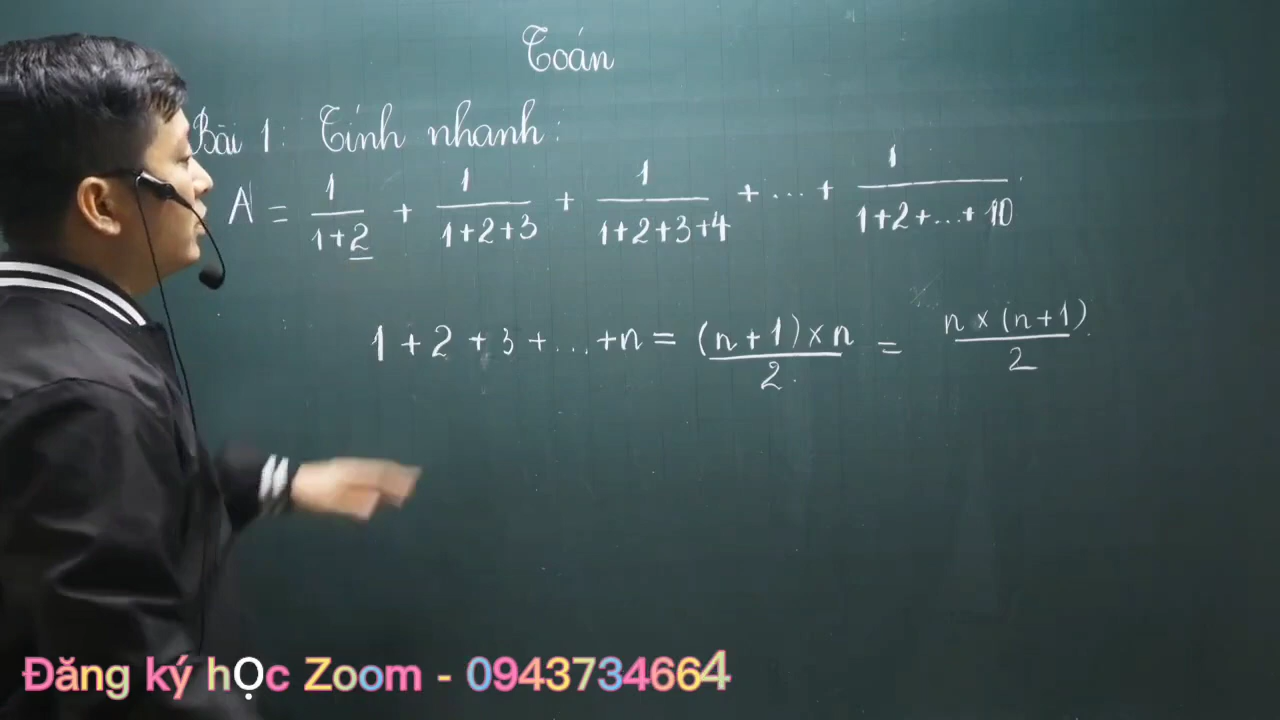 Toán
Bài 1: Tính nhanh:
A = 1/(1+2) + 1/(1+2+3) + 1/(1+2+3+4) + ... + 1/(1+2+...+10)
1 + 2 + 3 + ... + n = (n+1)×n/2 = n×(n+1)/2
Đăng ký học Zoom - 0943734664